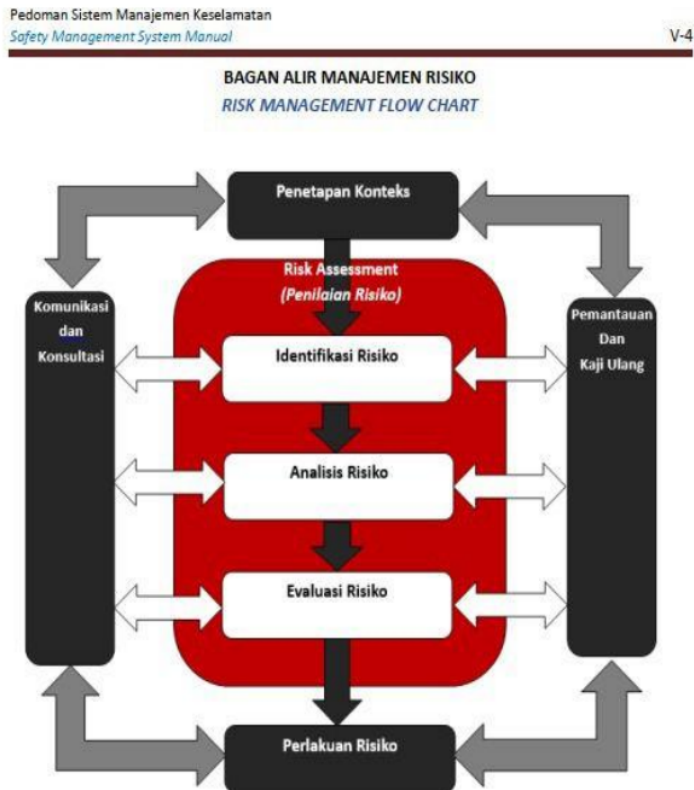 Pedoman Sistem Manajemen Keselamatan
Safety Management System Manual
V-4
BAGAN ALIR MANAJEMEN RISIKO
RISK MANAGEMENT FLOW CHART
Penetapan Konteks
Risk Assessment
(Penilaian Risiko)
Komunikasi
dan
Konsultasi
Identifikasi Risiko
Analisis Risiko
Evaluasi Risiko
Pemantauan
Dan
Kaji Ulang
Perlakuan Risiko